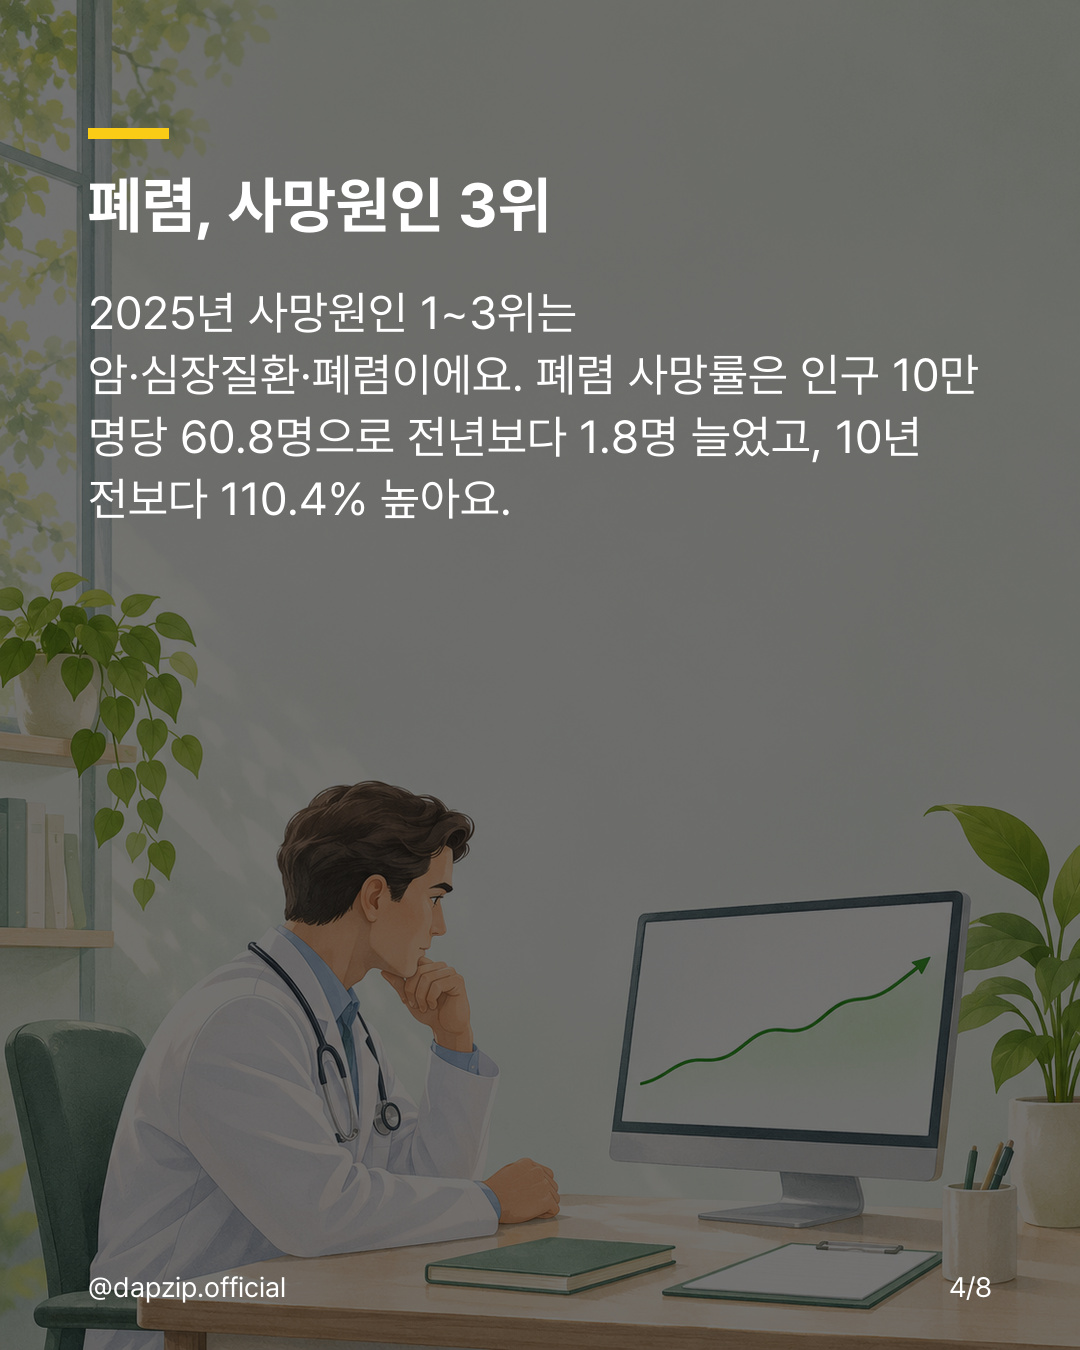 폐렴, 사망원인 3위
2025년 사망원인 1~3위는
암·심장질환·폐렴이에요. 폐렴 사망률은 인구 10만
명당 60.8명으로 전년보다 1.8명 늘었고, 10년
전보다 110.4% 높아요.
@dapzip.official
4/8